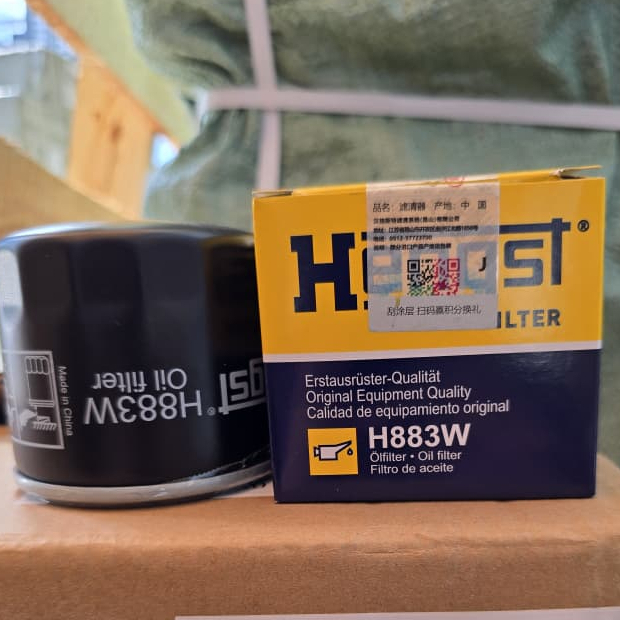 H883W
Oil filter
Made in China
品名：滤清器 产地：中 国
J
刮涂层 扫码赢积分换礼
H gst®
ILTER
Erstausrüster-Qualität
Original Equipment Quality
Calidad de equipamiento original
H883W
Ölfilter • Oil filter
Filtro de aceite